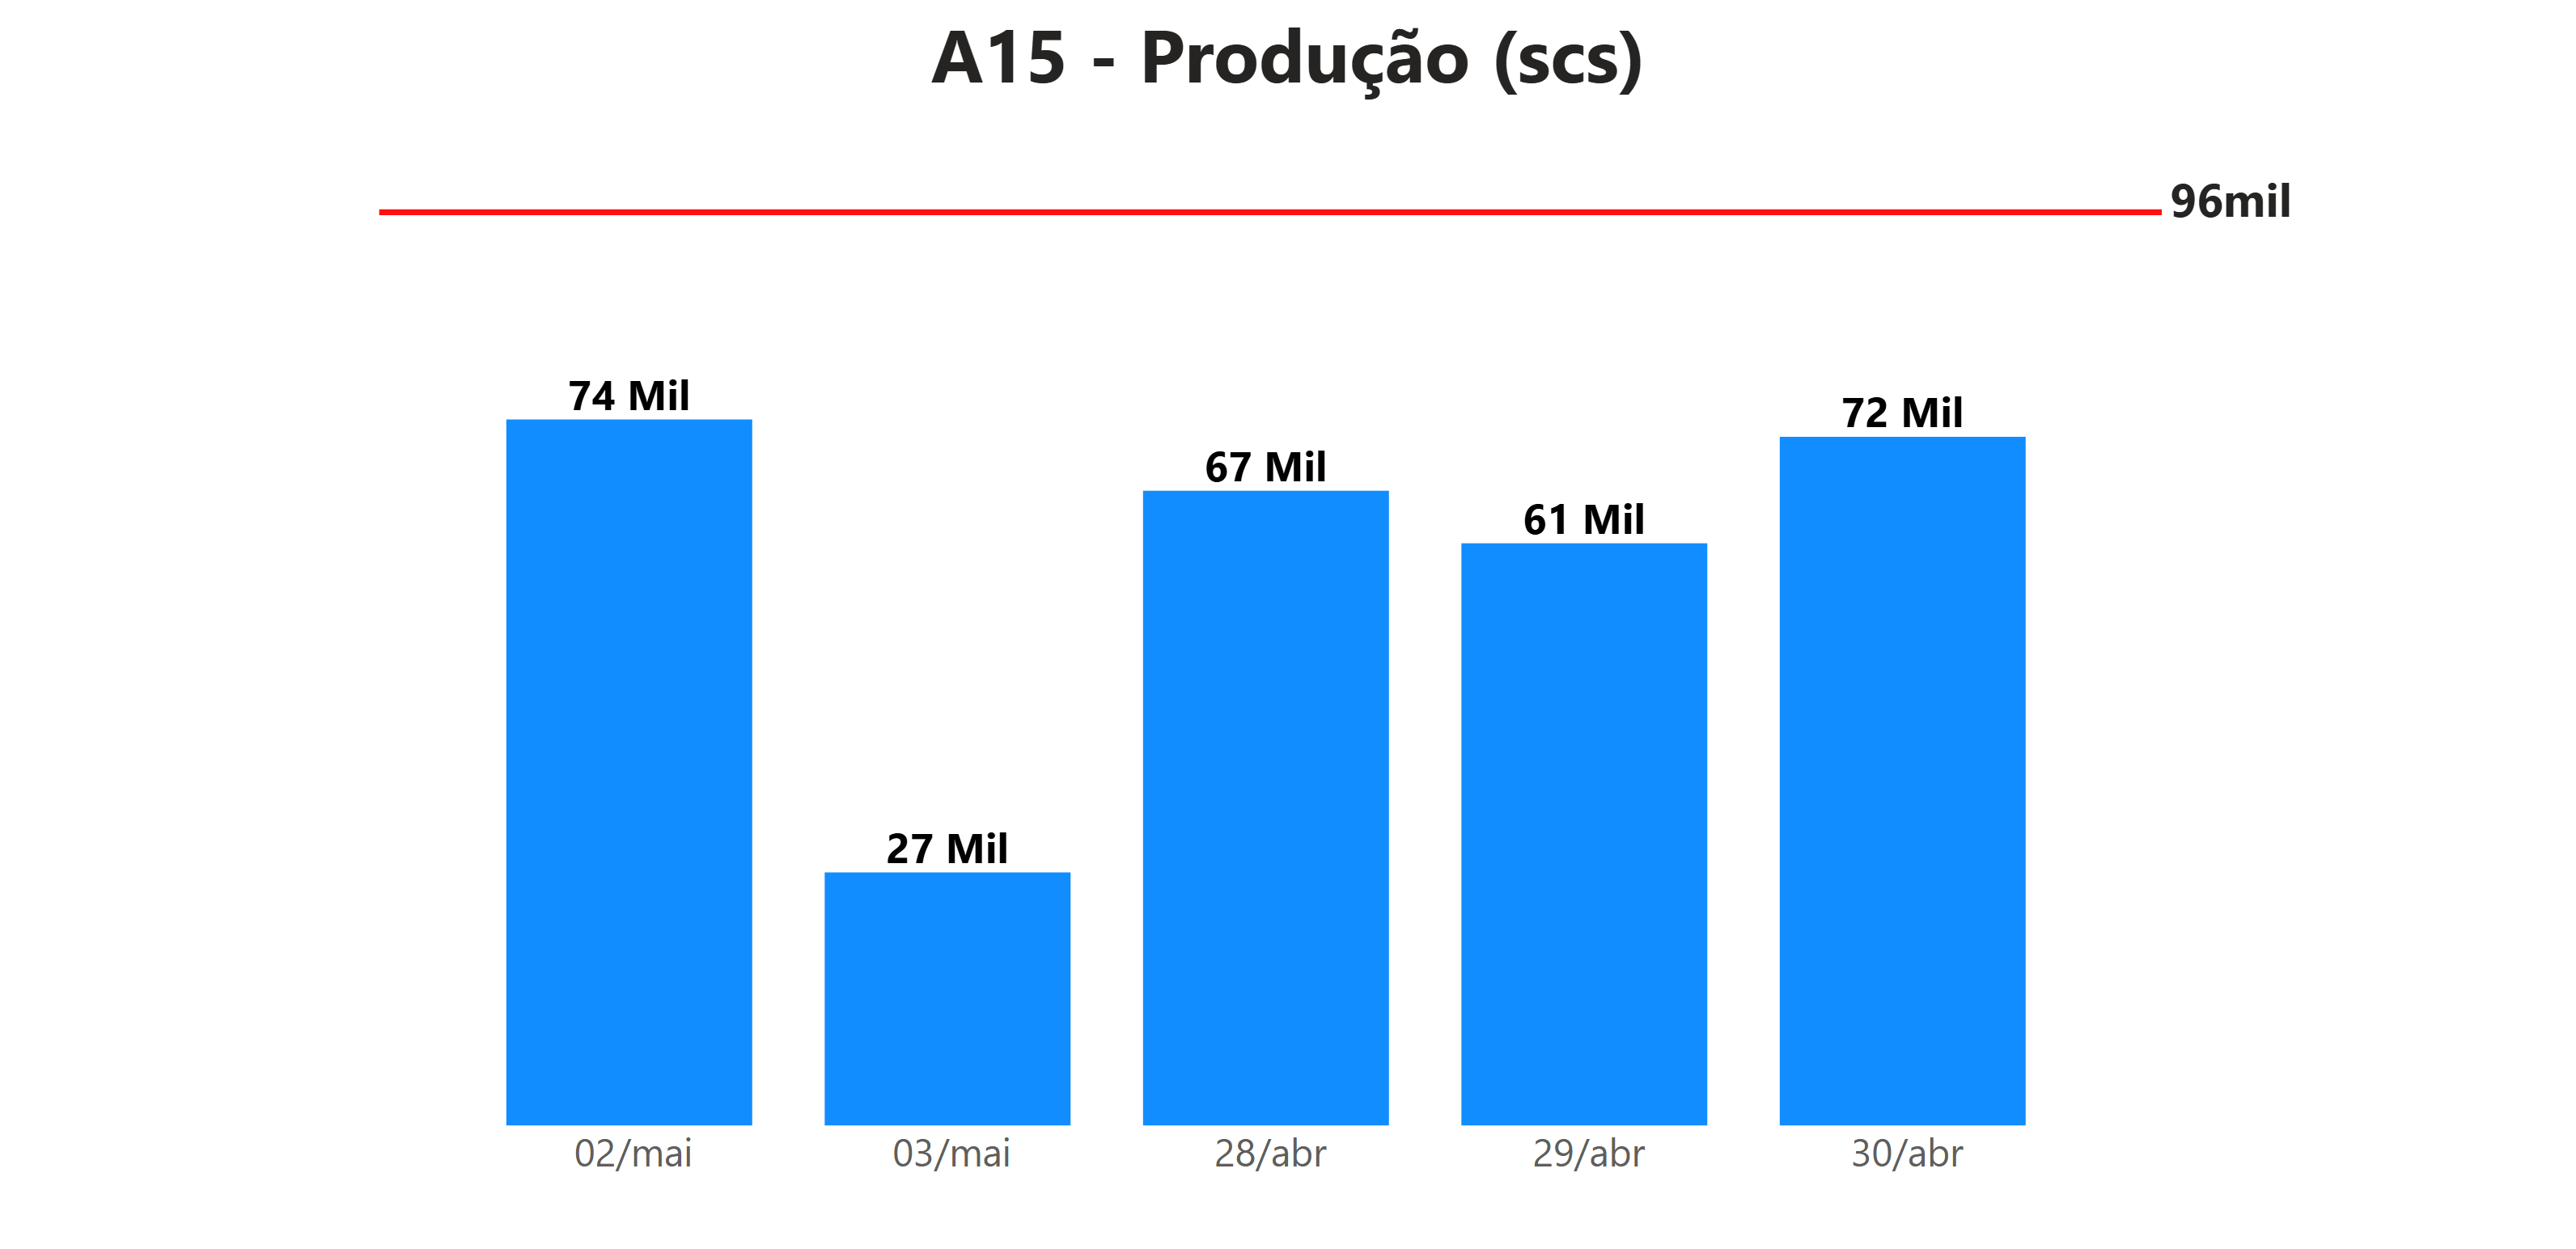 A15 - Produção (scs)
96mil
74 Mil
27 Mil
67 Mil
61 Mil
72 Mil
02/mai
03/mai
28/abr
29/abr
30/abr